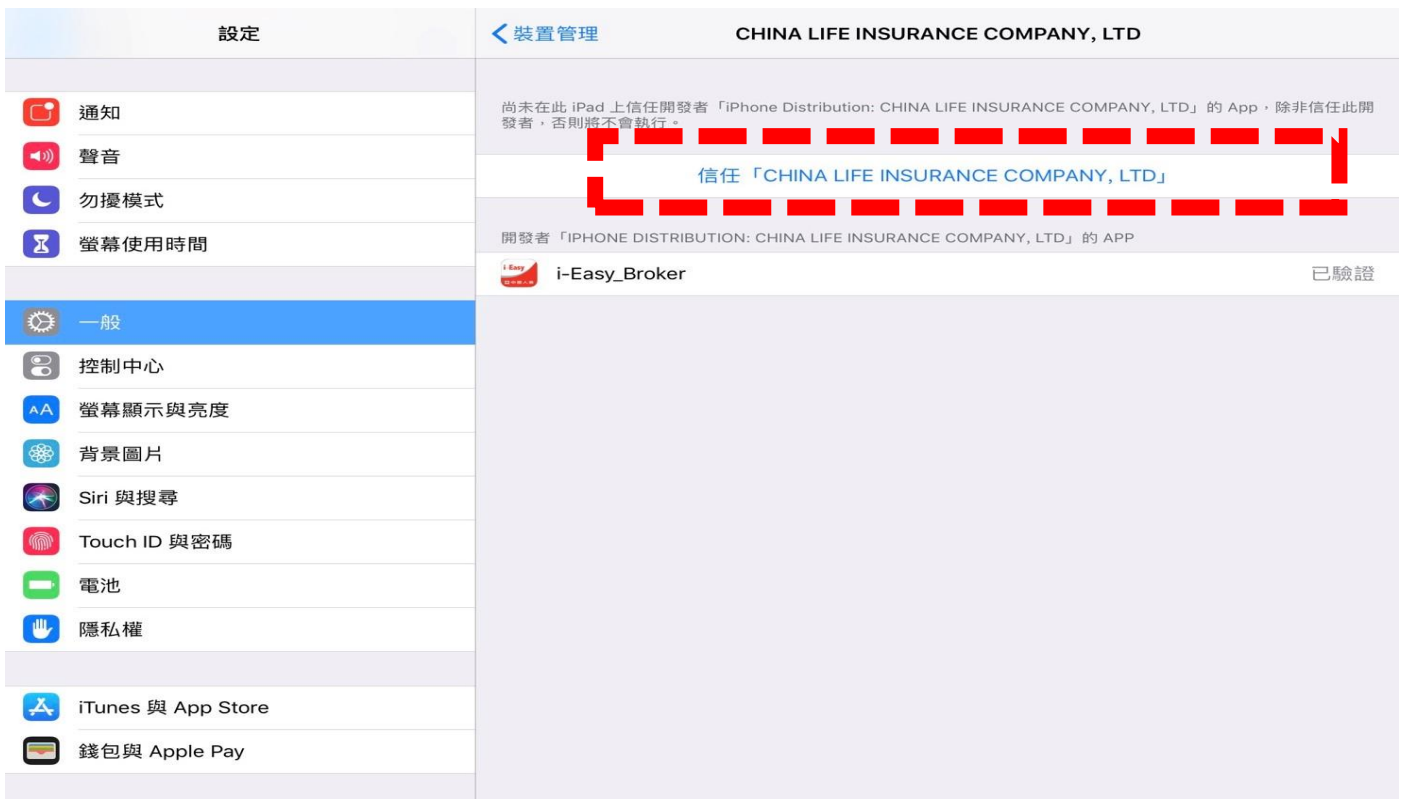 設定
裝置管理
CHINA LIFE INSURANCE COMPANY, LTD
通知
聲音
勿擾模式
螢幕使用時間
一般
控制中心
螢幕顯示與亮度
背景圖片
Siri 與搜尋
Touch ID 與密碼
電池
隱私權
iTunes 與 App Store
錢包與 Apple Pay
尚未在此 iPad 上信任開發者「iPhone Distribution: CHINA LIFE INSURANCE COMPANY, LTD」的 App，除非信任此開
發者，否則將不會執行。
信任「CHINA LIFE INSURANCE COMPANY, LTD」
開發者「IPHONE DISTRIBUTION: CHINA LIFE INSURANCE COMPANY, LTD」的 APP
i-Easy
i-Easy_Broker
已驗證